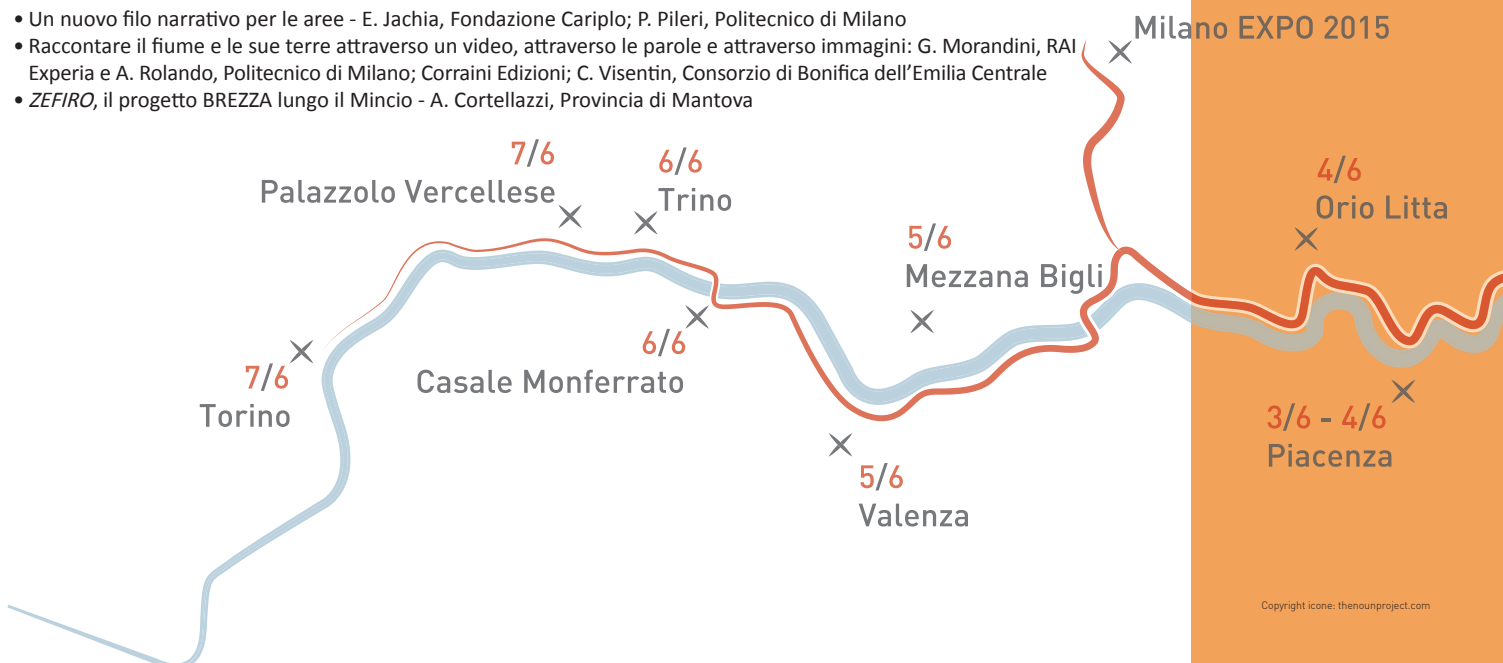 • Un nuovo filo narrativo per le aree - E. Jachia, Fondazione Cariplo; P. Pileri, Politecnico di Milano
• Raccontare il fiume e le sue terre attraverso un video, attraverso le parole e attraverso immagini: G. Morandini, RAI
Experia e A. Rolando, Politecnico di Milano; Corraini Edizioni; C. Visentin, Consorzio di Bonifica dell'Emilia Centrale
• ZEFIRO, il progetto BREZZA lungo il Mincio - A. Cortellazzi, Provincia di Mantova
Milano EXPO 2015
7/6
Palazzolo Vercellese
6/6
Trino
4/6
Orio Litta
5/6
Mezzana Bigli
6/6
Casale Monferrato
7/6
Torino
3/6 - 4/6
Piacenza
5/6
Valenza
Copyright icone: thenounproject.com